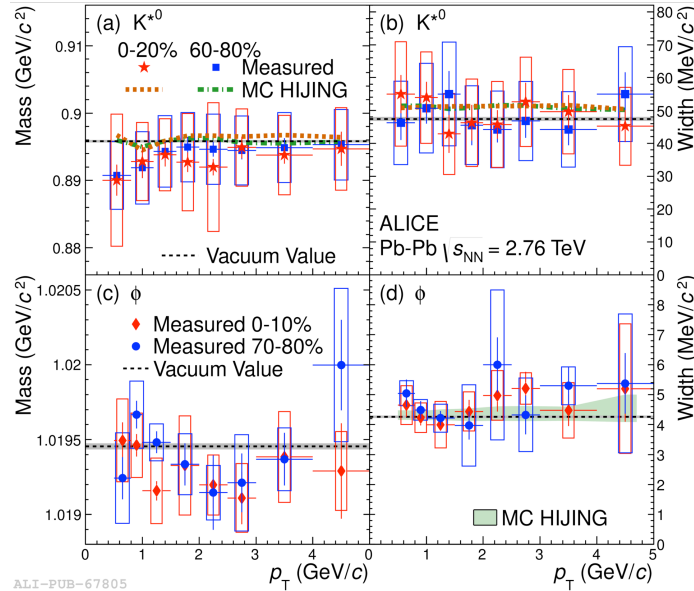 (a) K*0
0-20% 60-80%
Measured
MC HIJING
Vacuum Value
Mass (GeV/c²)
0.91
0.9
0.89
0.88
(b) K*0
ALICE
Pb-Pb √sNN = 2.76 TeV
Width (MeV/c²)
80
70
60
50
40
30
20
10
0
(c) ϕ
Measured 0-10%
Measured 70-80%
Vacuum Value
Mass (GeV/c²)
1.0205
1.02
1.0195
1.019
0 1 2 3 4
pT (GeV/c)
(d) ϕ
MC HIJING
Width (MeV/c²)
9
8
7
6
5
4
3
2
1
0
0 1 2 3 4 5
pT (GeV/c)
ALI-PUB-67805